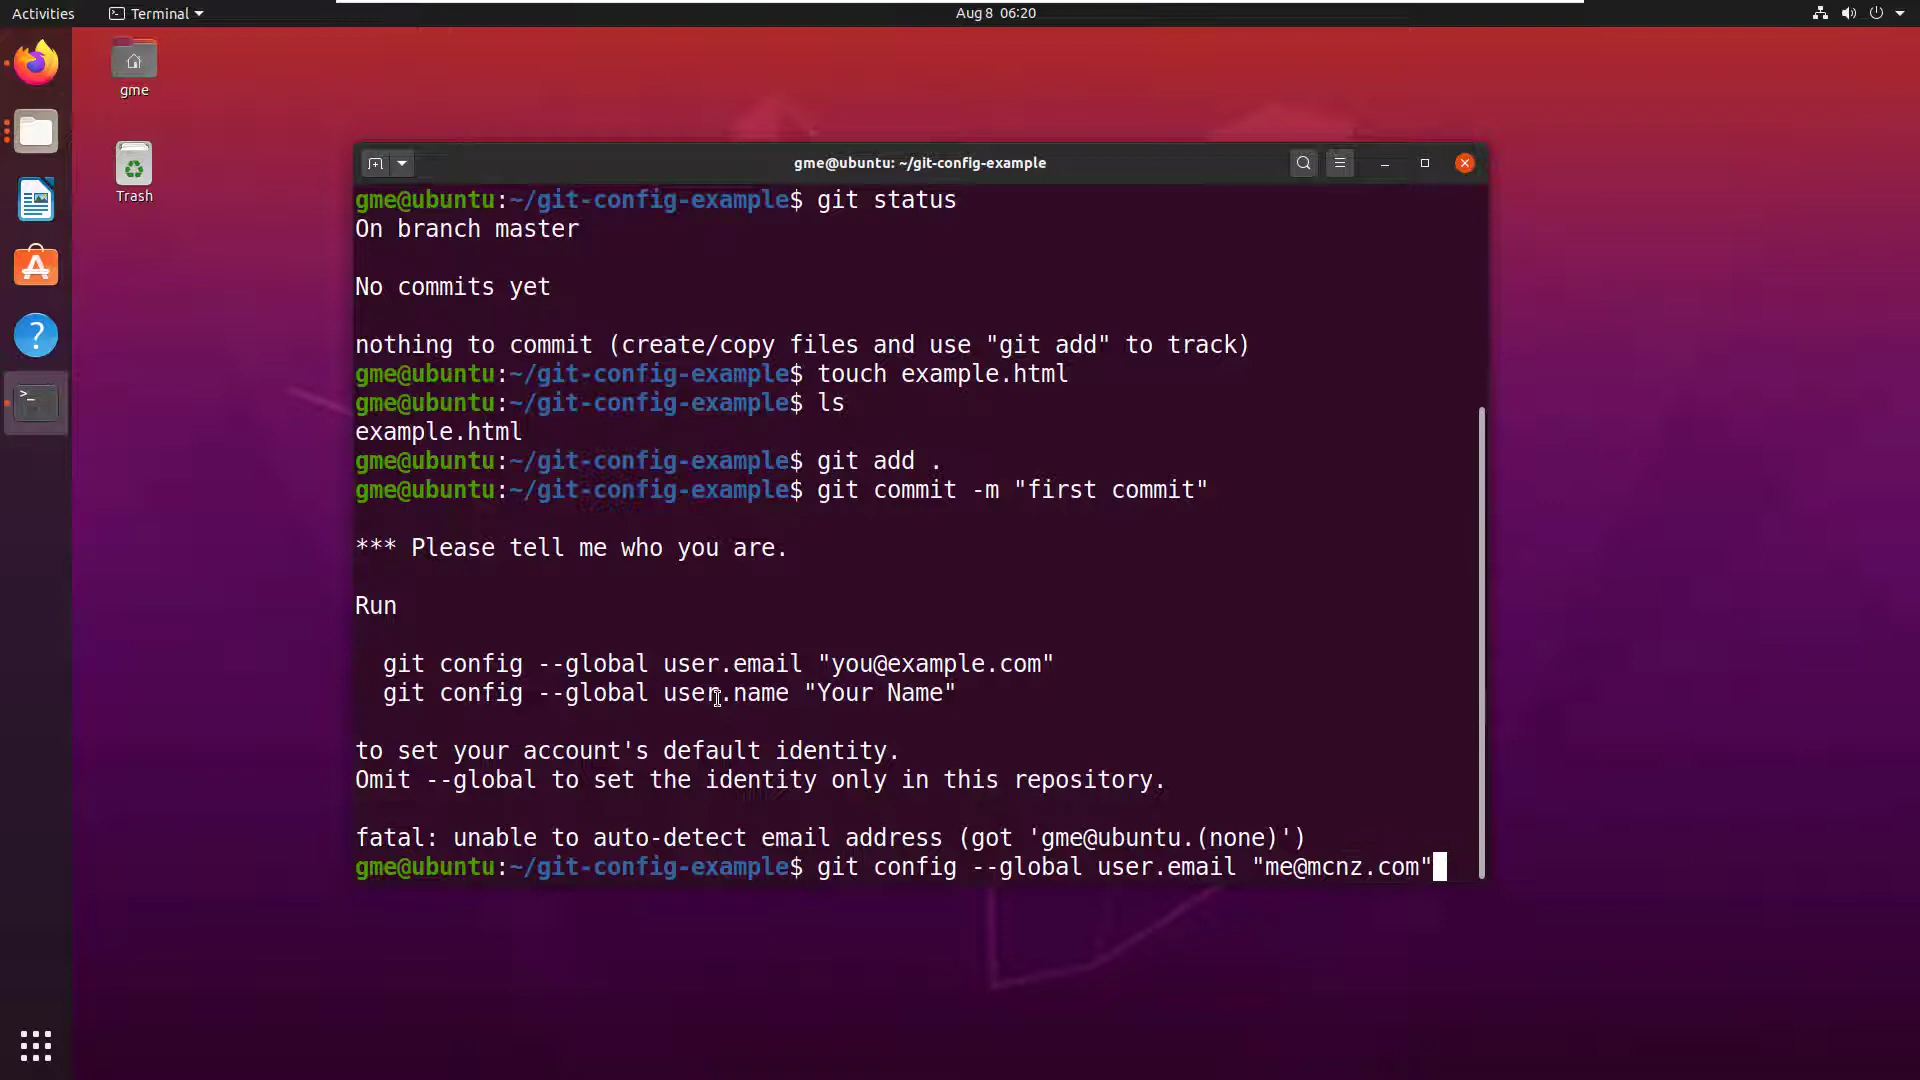 Activities
Terminal
Aug 8 06:20
gme
Trash
gme@ubuntu: ~/git-config-example
gme@ubuntu:~/git-config-example$ git status
On branch master
No commits yet
nothing to commit (create/copy files and use "git add" to track)
gme@ubuntu:~/git-config-example$ touch example.html
gme@ubuntu:~/git-config-example$ ls
example.html
gme@ubuntu:~/git-config-example$ git add .
gme@ubuntu:~/git-config-example$ git commit -m "first commit"
*** Please tell me who you are.
Run
git config --global user.email "you@example.com"
git config --global user.name "Your Name"
to set your account's default identity.
Omit --global to set the identity only in this repository.
fatal: unable to auto-detect email address (got 'gme@ubuntu.(none)')
gme@ubuntu:~/git-config-example$ git config --global user.email "me@mcnz.com"